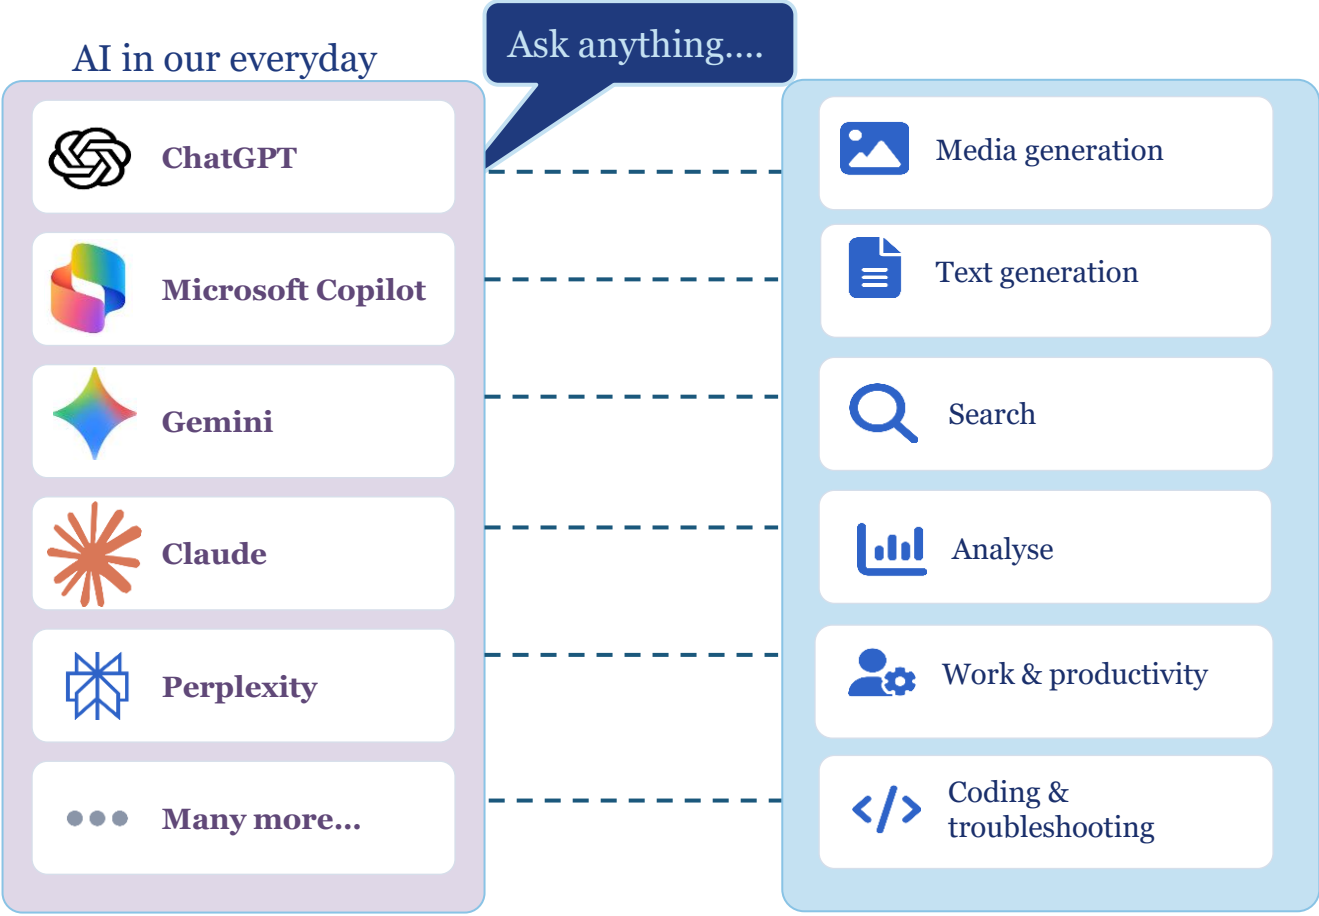 AI in our everyday
Ask anything....
ChatGPT
Microsoft Copilot
Gemini
Claude
Perplexity
Many more...
Media generation
Text generation
Search
Analyse
Work & productivity
Coding &
troubleshooting